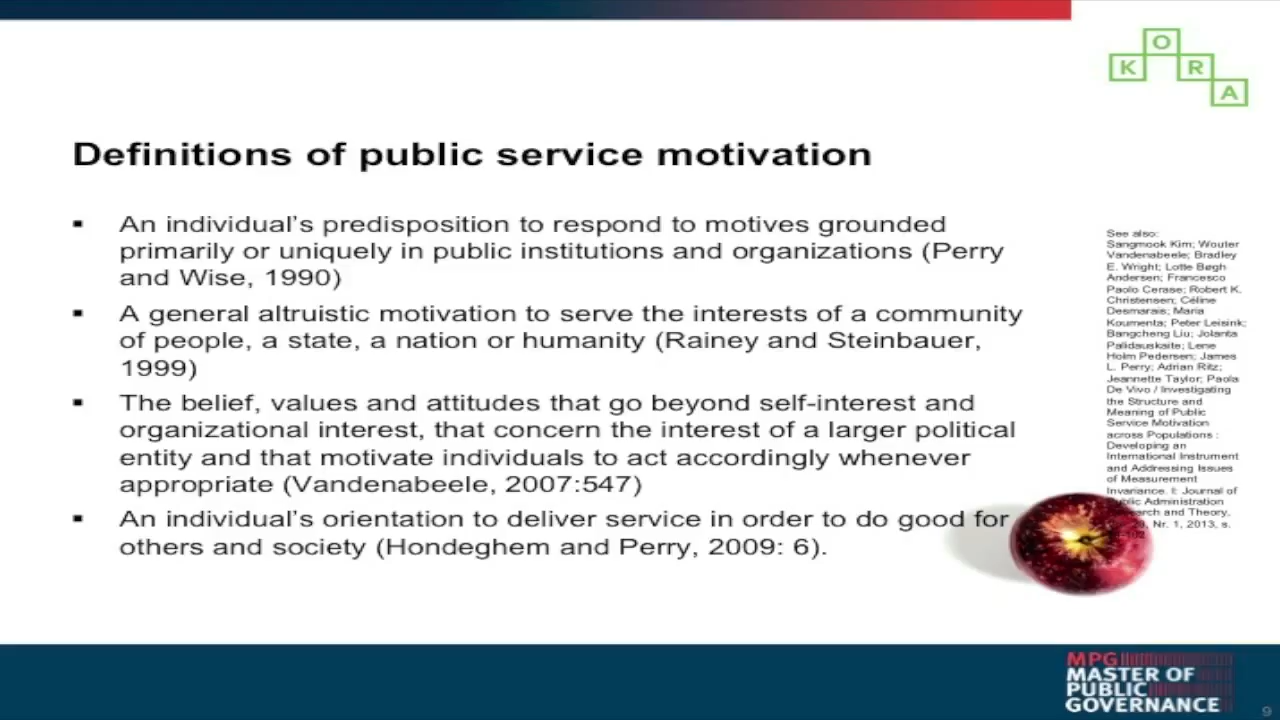 K O R A
Definitions of public service motivation
▪ An individual's predisposition to respond to motives grounded
primarily or uniquely in public institutions and organizations (Perry
and Wise, 1990)
▪ A general altruistic motivation to serve the interests of a community
of people, a state, a nation or humanity (Rainey and Steinbauer,
1999)
▪ The belief, values and attitudes that go beyond self-interest and
organizational interest, that concern the interest of a larger political
entity and that motivate individuals to act accordingly whenever
appropriate (Vandenabeele, 2007:547)
▪ An individual's orientation to deliver service in order to do good for
others and society (Hondeghem and Perry, 2009: 6).
See also:
Sangmook Kim; Wouter
Vandenabeele; Bradley
E. Wright; Lotte Bøgh
Andersen; Francesco
Paolo Cerase; Robert K.
Christensen; Céline
Desmarais; Maria
Koumenta; Peter Leisink;
Bangcheng Liu; Jolanta
Palidauskaite; Lene
Holm Pedersen; James
L. Perry; Adrian Ritz;
Jeannette Taylor; Paola
De Vivo / Investigating
the Structure and
Meaning of Public
Service Motivation
across Populations :
Developing an
International Instrument
and Addressing Issues
of Measurement
Invariance. I: Journal of
Public Administration
and Theory,
Nr. 1, 2013, s.
MPG
MASTER OF
PUBLIC
GOVERNANCE
9